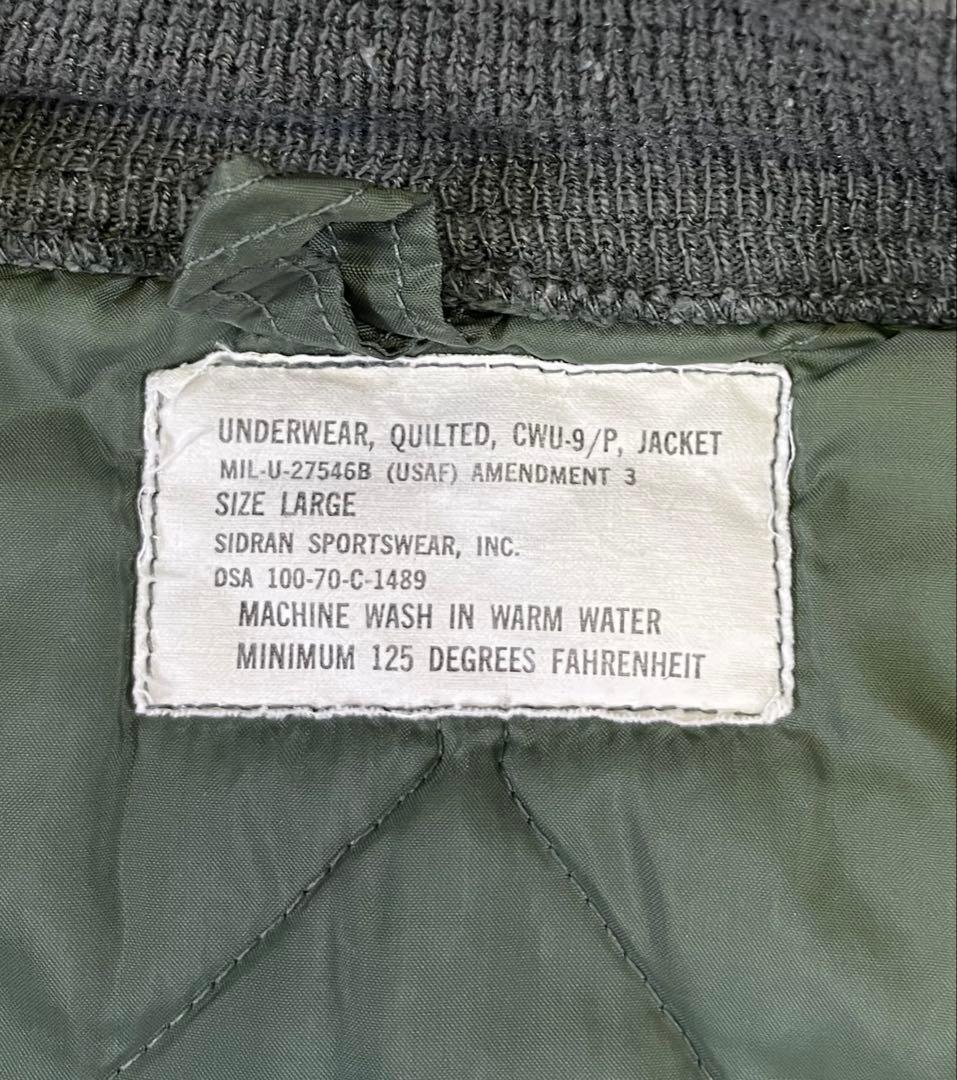 UNDERWEAR, QUILTED, CWU-9/P, JACKET
MIL-U-27546B (USAF) AMENDMENT 3
SIZE LARGE
SIDRAN SPORTSWEAR, INC.
DSA 100-70-C-1489
MACHINE WASH IN WARM WATER
MINIMUM 125 DEGREES FAHRENHEIT